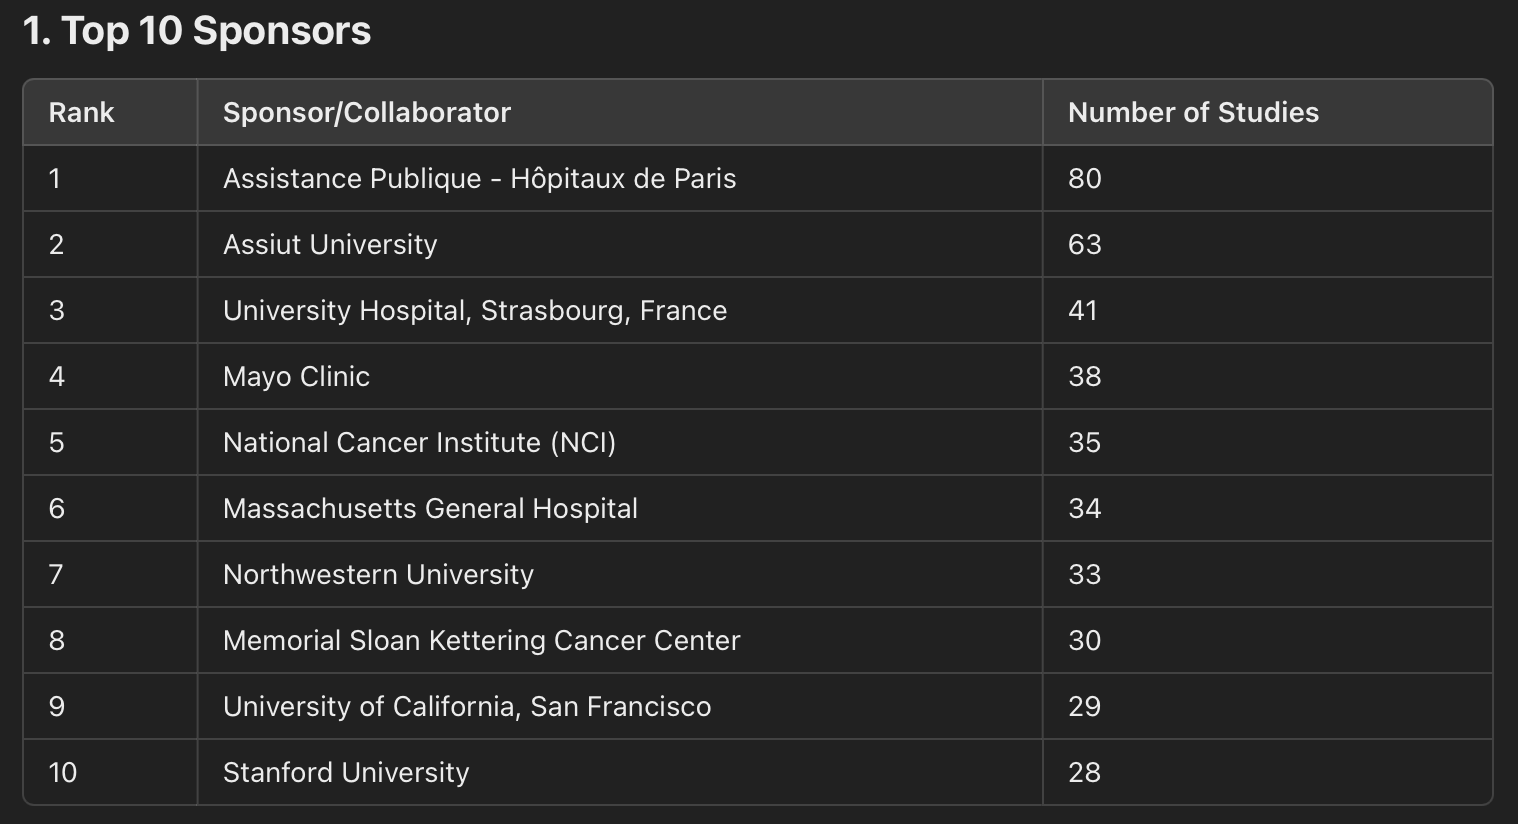 1. Top 10 Sponsors
Rank Sponsor/Collaborator Number of Studies
1 Assistance Publique - Hôpitaux de Paris 80
2 Assiut University 63
3 University Hospital, Strasbourg, France 41
4 Mayo Clinic 38
5 National Cancer Institute (NCI) 35
6 Massachusetts General Hospital 34
7 Northwestern University 33
8 Memorial Sloan Kettering Cancer Center 30
9 University of California, San Francisco 29
10 Stanford University 28